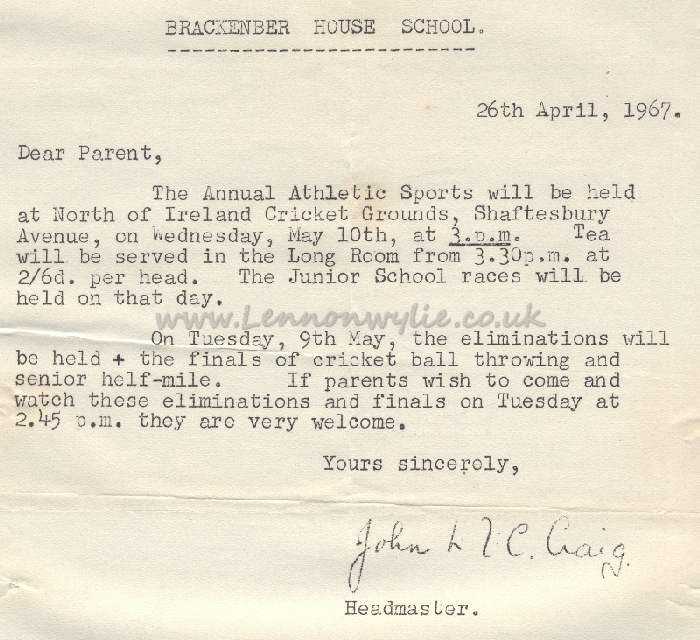 BRACKENBER HOUSE SCHOOL.
26th April, 1967.
Dear Parent,
The Annual Athletic Sports will be held
at North of Ireland Cricket Grounds, Shaftesbury
Avenue, on Wednesday, May 10th, at 3.p.m. Tea
will be served in the Long Room from 3.30p.m. at
2/6d. per head. The Junior School races will be
held on that day.
www.Lennonwylie.co.uk
On Tuesday, 9th May, the eliminations will
be held + the finals of cricket ball throwing and
senior half-mile. If parents wish to come and
watch these eliminations and finals on Tuesday at
2.45 p.m. they are very welcome.
Yours sincerely,
John C. Craig.
Headmaster.